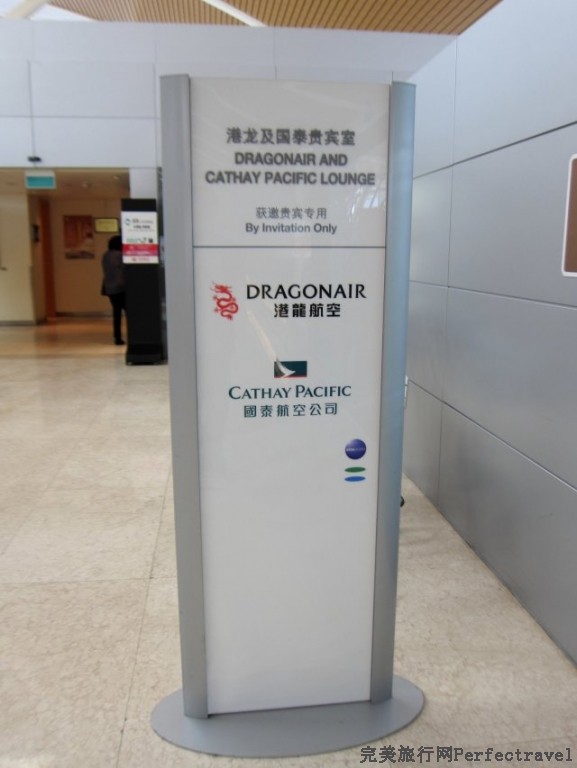 港龙及国泰贵宾室
DRAGONAIR AND
CATHAY PACIFIC LOUNGE
获邀贵宾专用
By Invitation Only
DRAGONAIR
港龍航空
CATHAY PACIFIC
國泰航空公司
完美旅行网Perfectravel